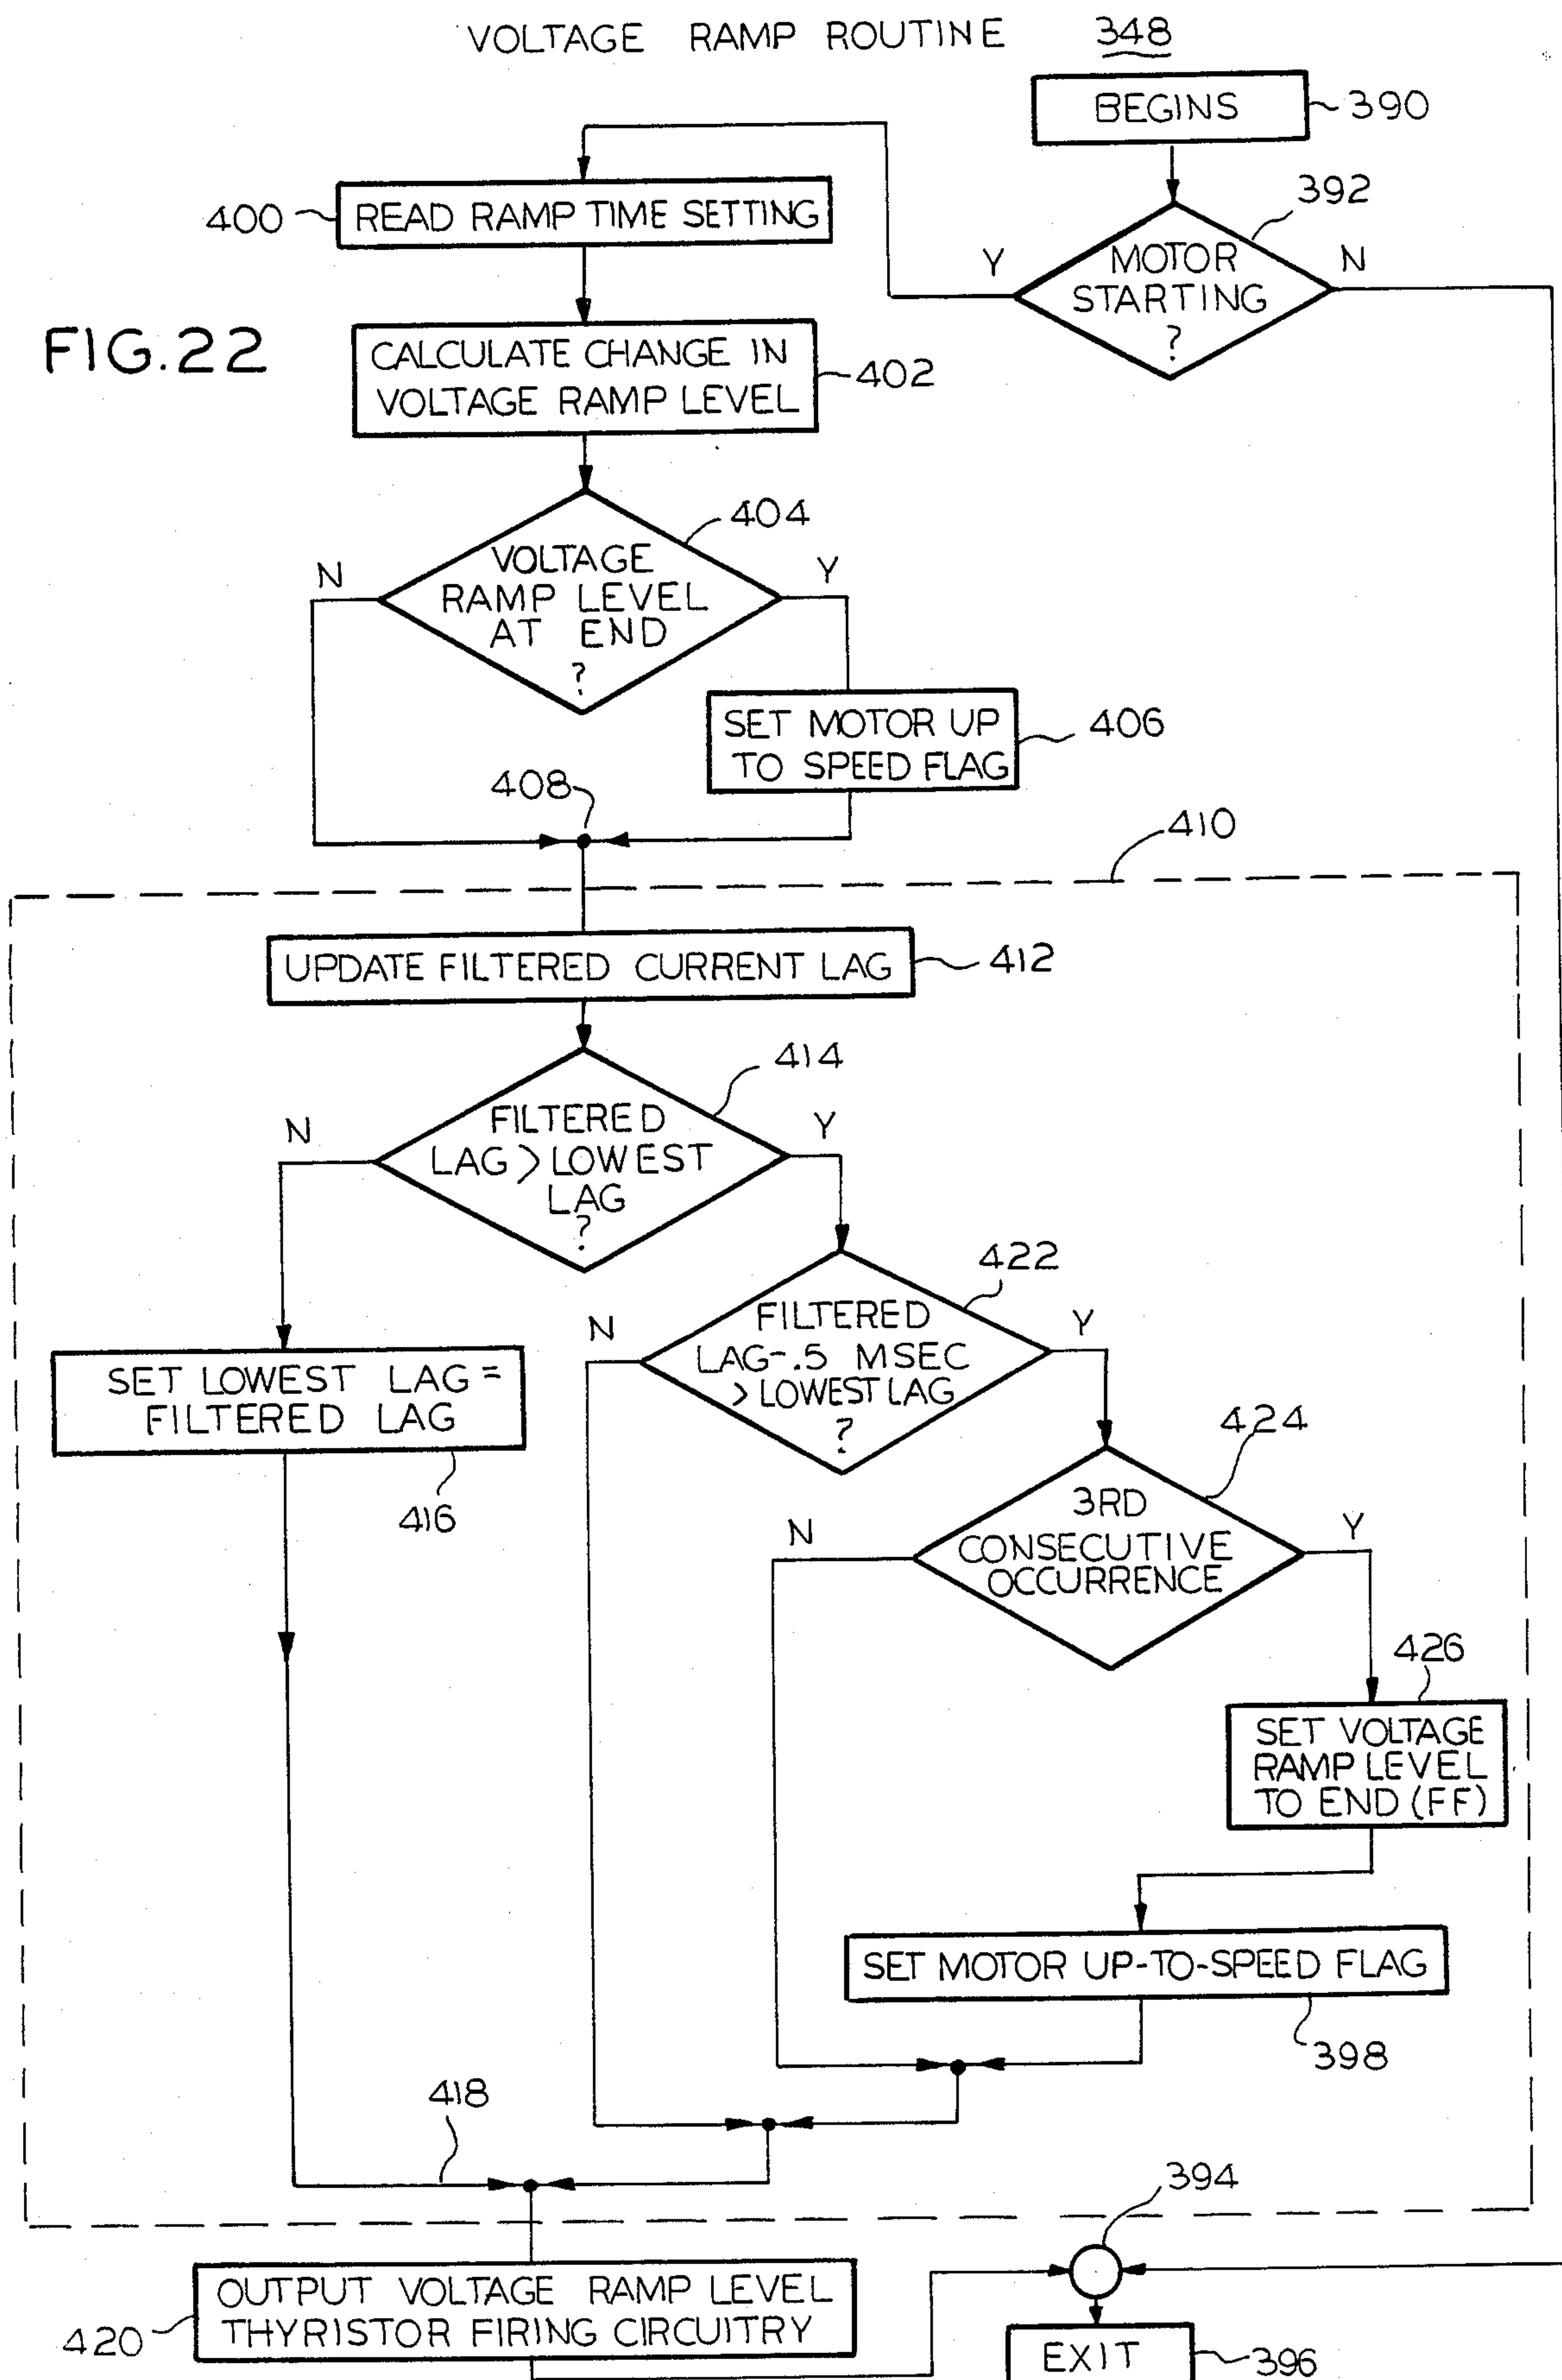 VOLTAGE RAMP ROUTINE 348
BEGINS
390
392
MOTOR
STARTING
?
Y
N
400
READ RAMP TIME SETTING
FIG.22
CALCULATE CHANGE IN
VOLTAGE RAMP LEVEL
402
404
VOLTAGE
RAMP LEVEL
AT END
?
N
Y
SET MOTOR UP
TO SPEED FLAG
406
408
410
UPDATE FILTERED CURRENT LAG
412
414
FILTERED
LAG > LOWEST
LAG
?
N
Y
422
FILTERED
LAG-.5 MSEC
> LOWEST LAG
?
N
Y
SET LOWEST LAG =
FILTERED LAG
416
424
3RD
CONSECUTIVE
OCCURRENCE
N
Y
426
SET VOLTAGE
RAMP LEVEL
TO END (FF)
SET MOTOR UP-TO-SPEED FLAG
398
418
394
OUTPUT VOLTAGE RAMP LEVEL
THYRISTOR FIRING CIRCUITRY
420
EXIT
396